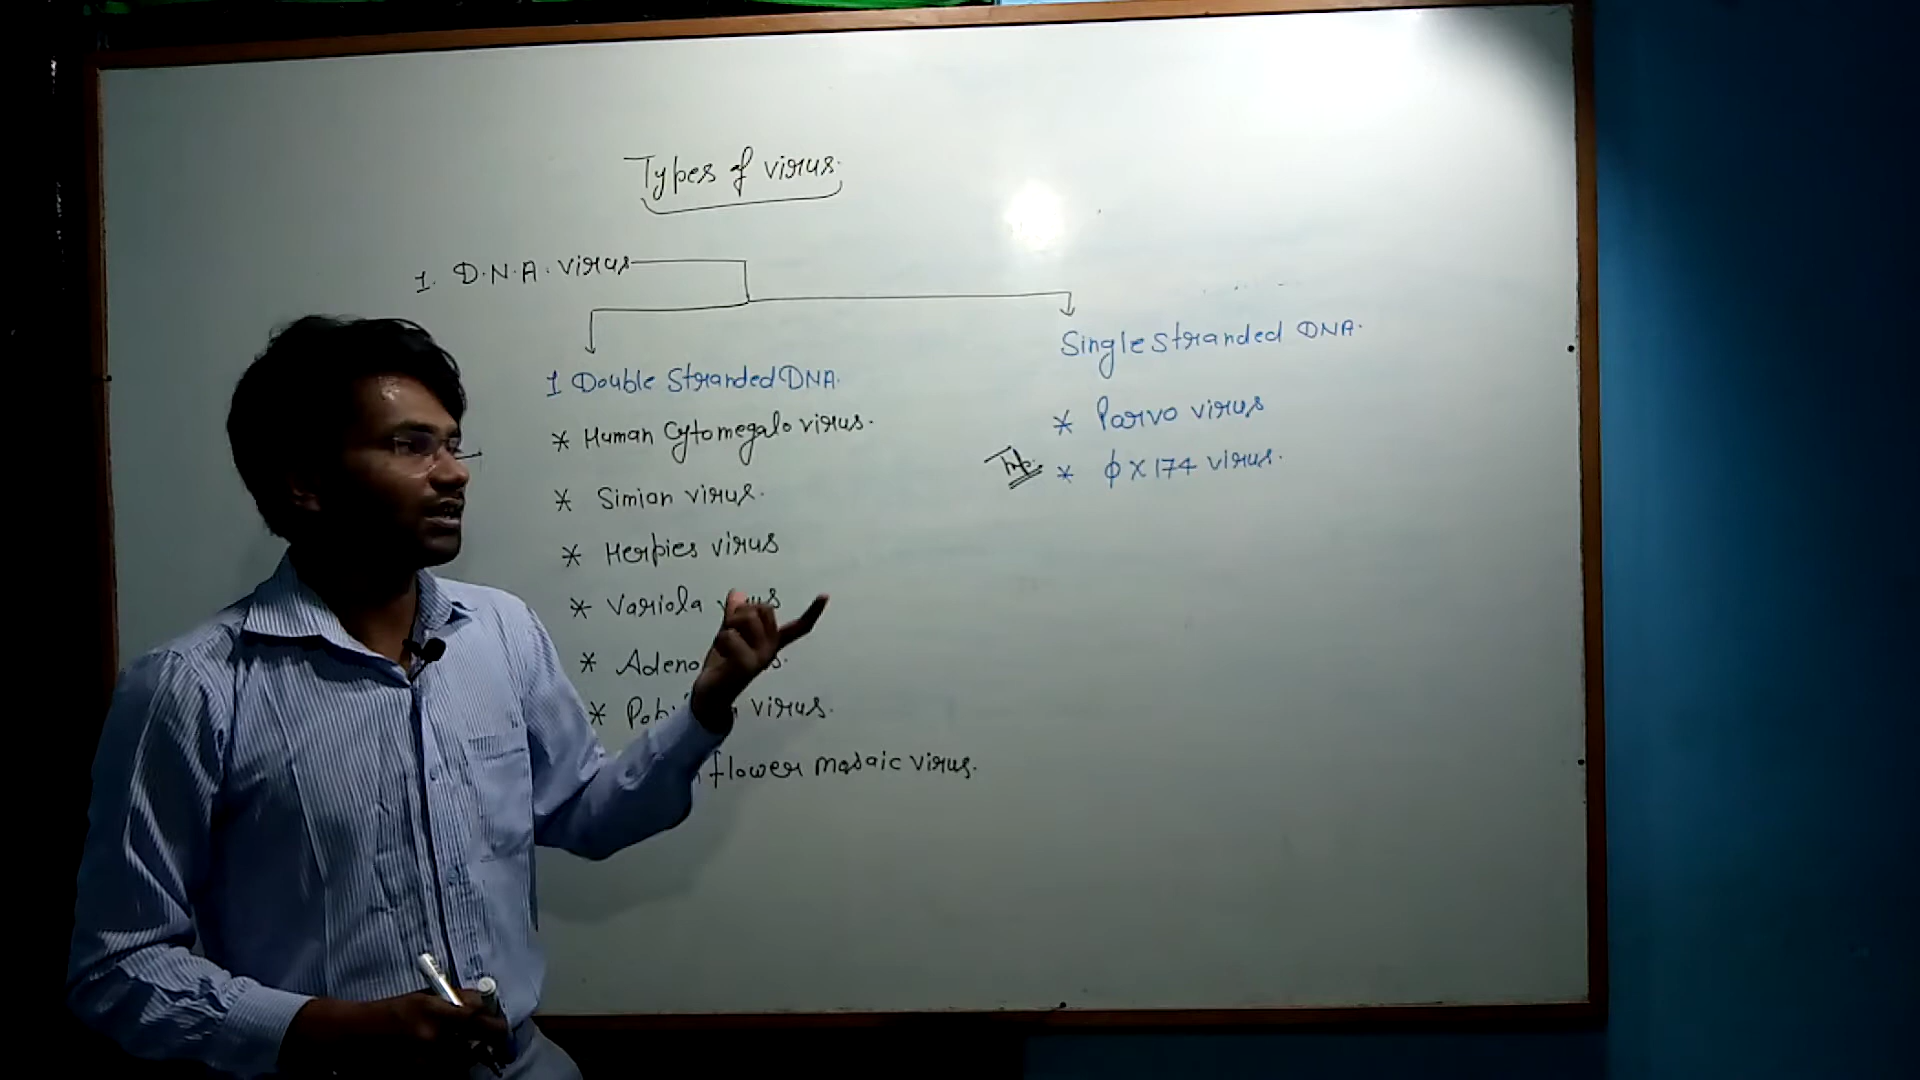 Types of virus.
1. D.N.A. virus
1 Double Stranded DNA.
* Human Cytomegalo virus.
* Simian virus.
* Herpies virus
* Variola
* Adeno
* virus.
flower mosaic virus.
Single Stranded DNA.
* Parvo virus
Imp. * ϕ X 174 virus.